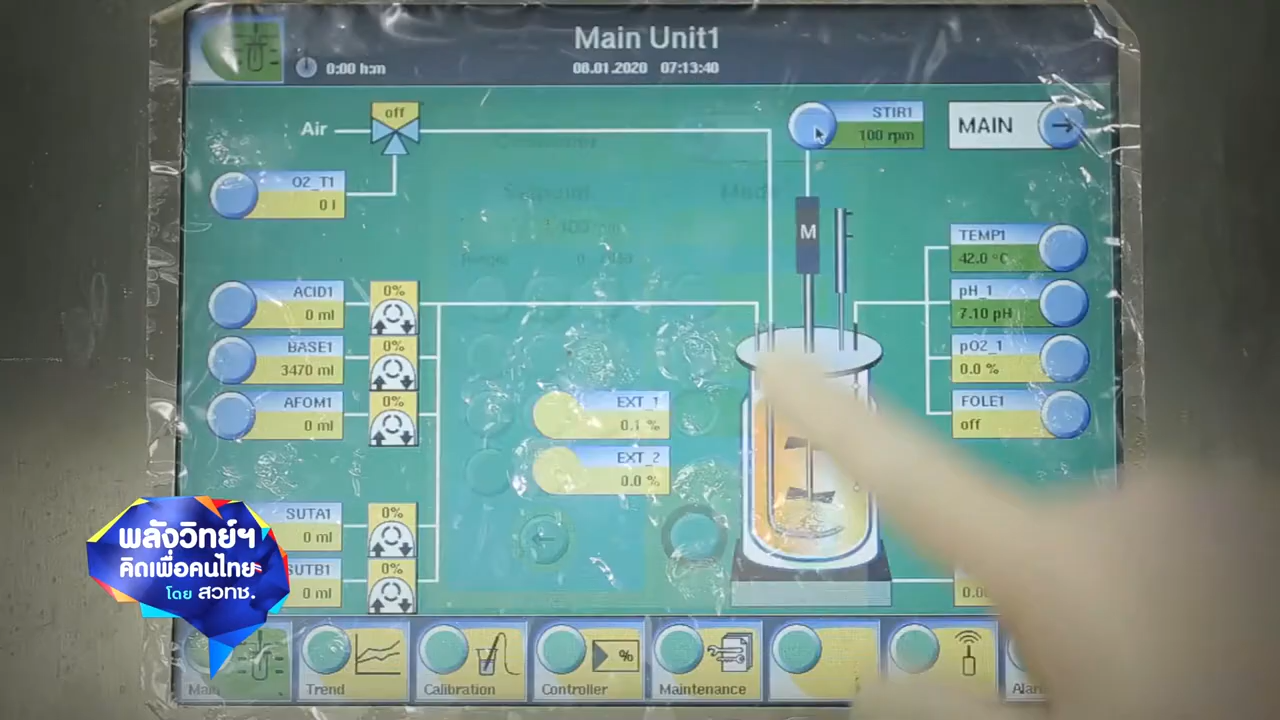 Main Unit1
0:00 h:m
08.01.2020 07:13:40
off
Air
STIR1
100 rpm
MAIN
O2_T1
0 l
M
TEMP1
42.0 °C
ACID1
0 ml
0%
pH_1
7.10 pH
BASE1
3470 ml
0%
pO2_1
0.0 %
AFOM1
0 ml
0%
EXT_1
0.1 %
FOLE1
off
EXT_2
0.0 %
SUTA1
0 ml
0%
SUTB1
0 ml
0%
พลังวิทย์ฯ
คิดเพื่อคนไทย
โดย สวทช.
Main
Trend
Calibration
%
Controller
Maintenance